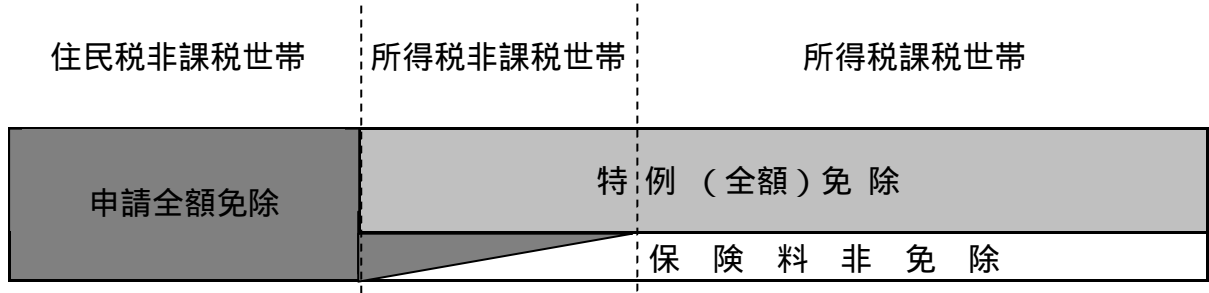 住民税非課税世帯
所得税非課税世帯
所得税課税世帯
申請全額免除
特例(全額)免除
保険料非免除